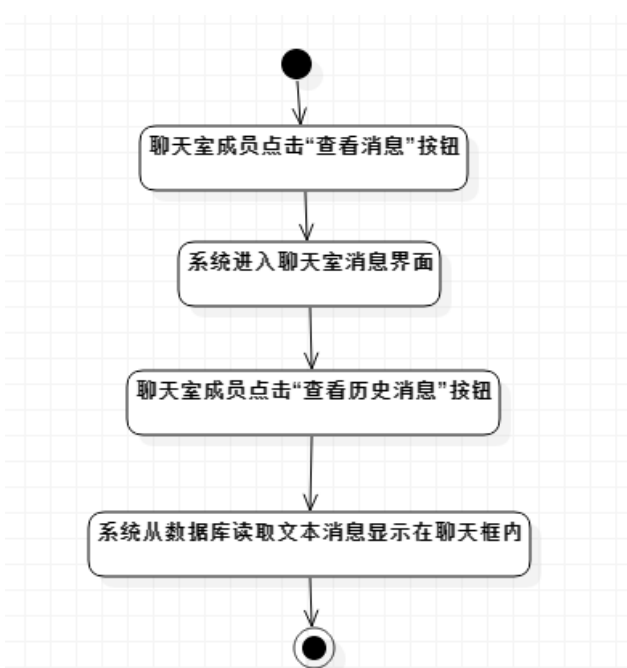 聊天室成员点击“查看消息”按钮
系统进入聊天室消息界面
聊天室成员点击“查看历史消息”按钮
系统从数据库读取文本消息显示在聊天框内